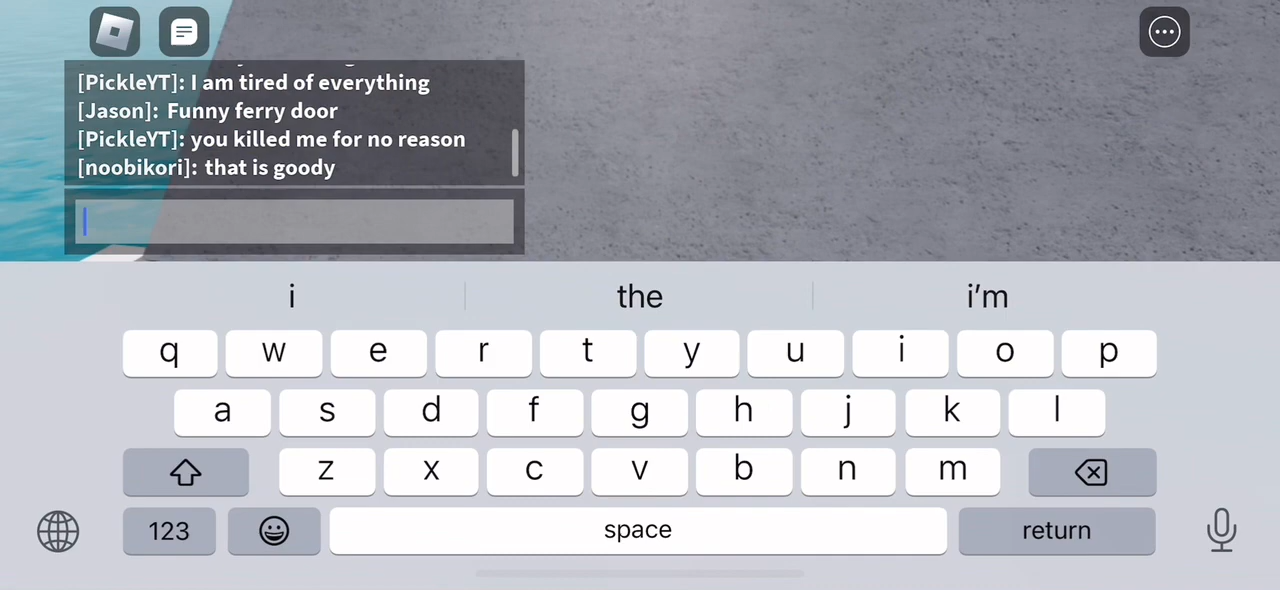 [PickleYT]: I am tired of everything
[Jason]: Funny ferry door
[PickleYT]: you killed me for no reason
[noobikori]: that is goody
i the i'm
q w e r t y u i o p
a s d f g h j k l
z x c v b n m
123 space return